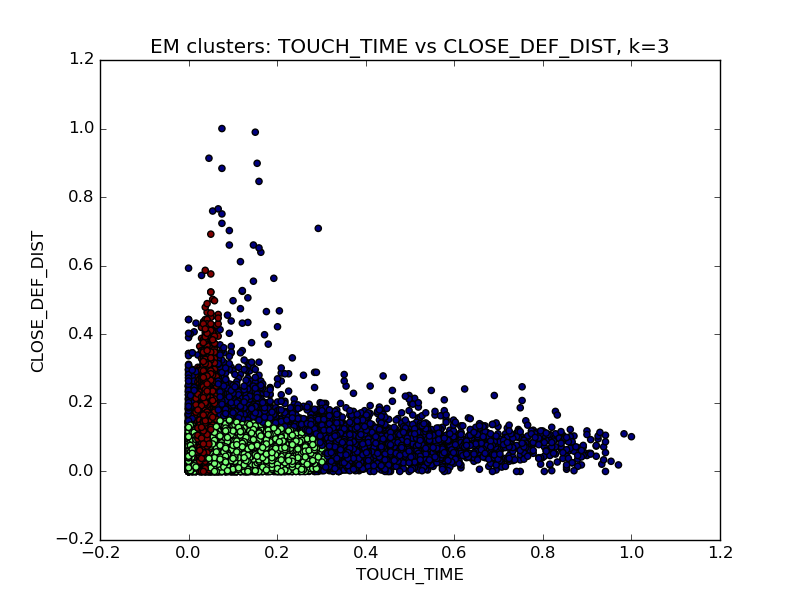 EM clusters: TOUCH_TIME vs CLOSE_DEF_DIST, k=3
1.2
1.0
0.8
0.6
0.4
0.2
0.0
−0.2
CLOSE_DEF_DIST
−0.2 0.0 0.2 0.4 0.6 0.8 1.0 1.2
TOUCH_TIME